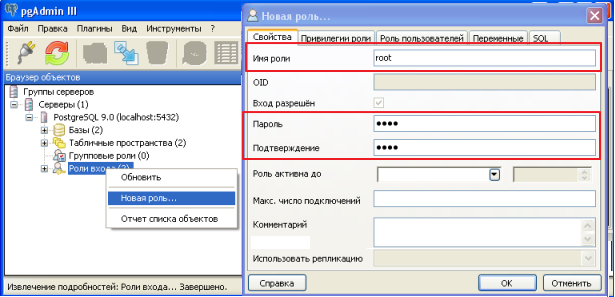 pgAdmin III
Файл Правка Плагины Вид Инструменты ?
Браузер объектов
Группы серверов
Серверы (1)
PostgreSQL 9.0 (localhost:5432)
Базы (2)
Табличные пространства (2)
Групповые роли (0)
Роли входа (2)
Обновить
Новая роль...
Отчет списка объектов
Извлечение подробностей: Роли входа... Завершено.
Новая роль...
Свойства Привилегии роли Роль пользователей Переменные SQL
Имя роли root
OID
Вход разрешён
Пароль ••••
Подтверждение ••••
Роль активна до
Макс. число подключений
Комментарий
Использовать репликацию
Справка OK Отменить